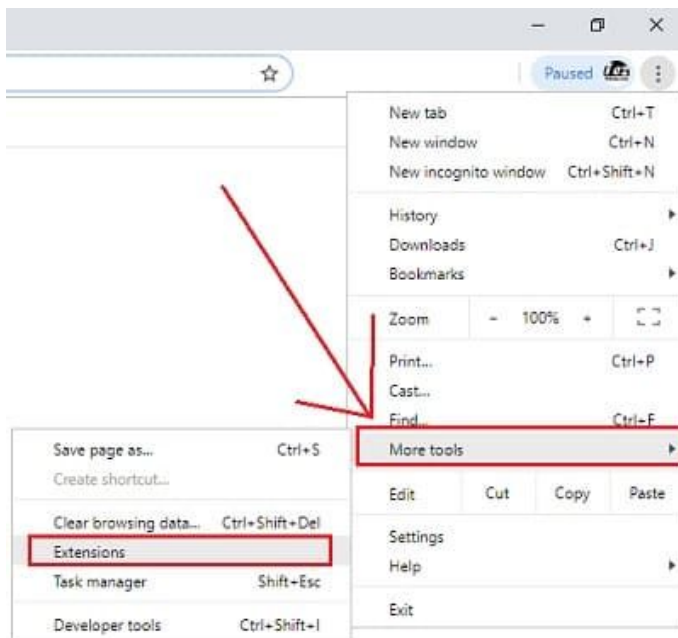 Paused
New tab Ctrl+T
New window Ctrl+N
New incognito window Ctrl+Shift+N
History
Downloads Ctrl+J
Bookmarks
Zoom - 100% +
Print... Ctrl+P
Cast...
Find... Ctrl+F
More tools
Edit Cut Copy Paste
Settings
Help
Exit
Save page as... Ctrl+S
Create shortcut...
Clear browsing data... Ctrl+Shift+Del
Extensions
Task manager Shift+Esc
Developer tools Ctrl+Shift+I